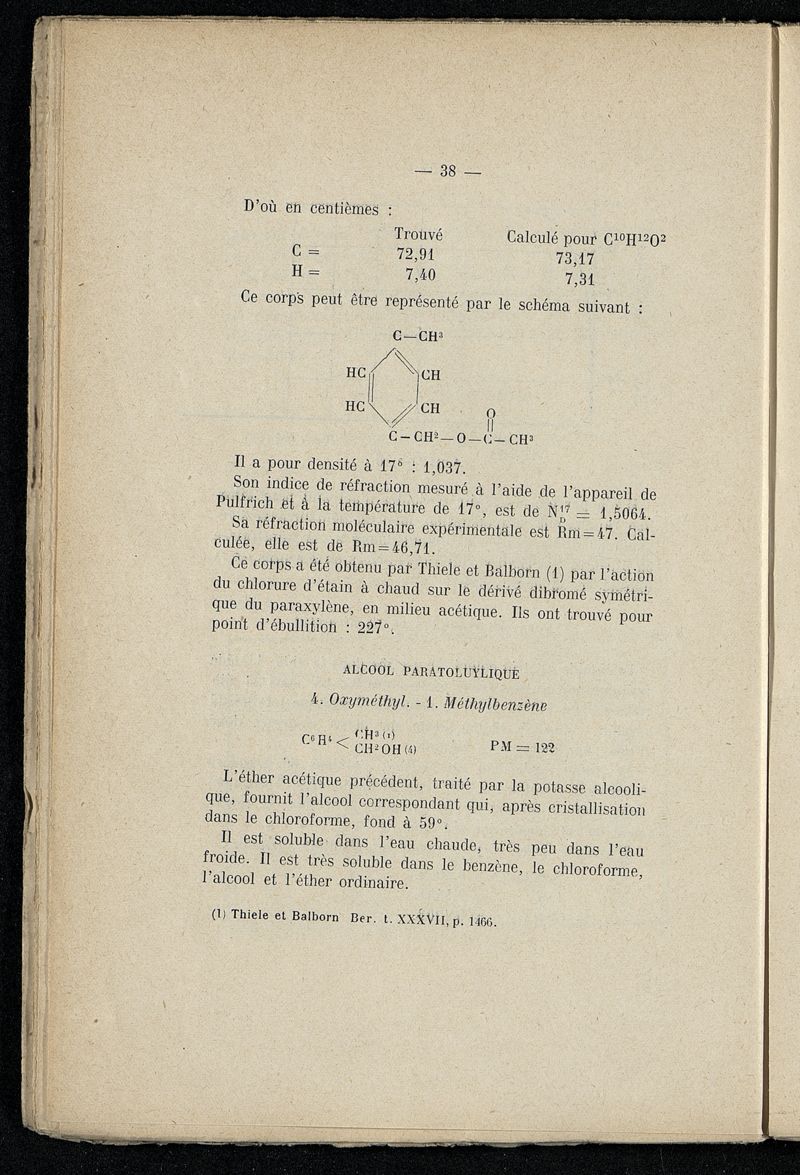 — 38 —
D'où en centièmes :
Trouvé Calculé pour C¹⁰H¹²O²
C = 72,91 73,17
H = 7,40 7,31
Ce corps peut être représenté par le schéma suivant :
C—CH³
HC CH
HC CH O
C — CH² — O — C — CH³
Il a pour densité à 17° : 1,037.
Son indice de réfraction mesuré à l'aide de l'appareil de
Pulfrich et à la température de 17°, est de N¹⁷D = 1,5064.
Sa réfraction moléculaire expérimentale est Rm = 47. Cal-
culée, elle est de Rm = 46,71.
Ce corps a été obtenu par Thiele et Balborn (1) par l'action
du chlorure d'étain à chaud sur le dérivé dibromé symétri-
que du paraxylène, en milieu acétique. Ils ont trouvé pour
point d'ébullition : 227°.
ALCOOL PARATOLUYLIQUE
4. Oxyméthyl. - 1. Méthylbenzène
C⁶H⁴ < CH³ (1)
CH²OH (4) PM = 122
L'éther acétique précédent, traité par la potasse alcooli-
que, fournit l'alcool correspondant qui, après cristallisation
dans le chloroforme, fond à 59°.
Il est soluble dans l'eau chaude, très peu dans l'eau
froide. Il est très soluble dans le benzène, le chloroforme,
l'alcool et l'éther ordinaire.
(1) Thiele et Balborn Ber. t. XXXVII, p. 1466.